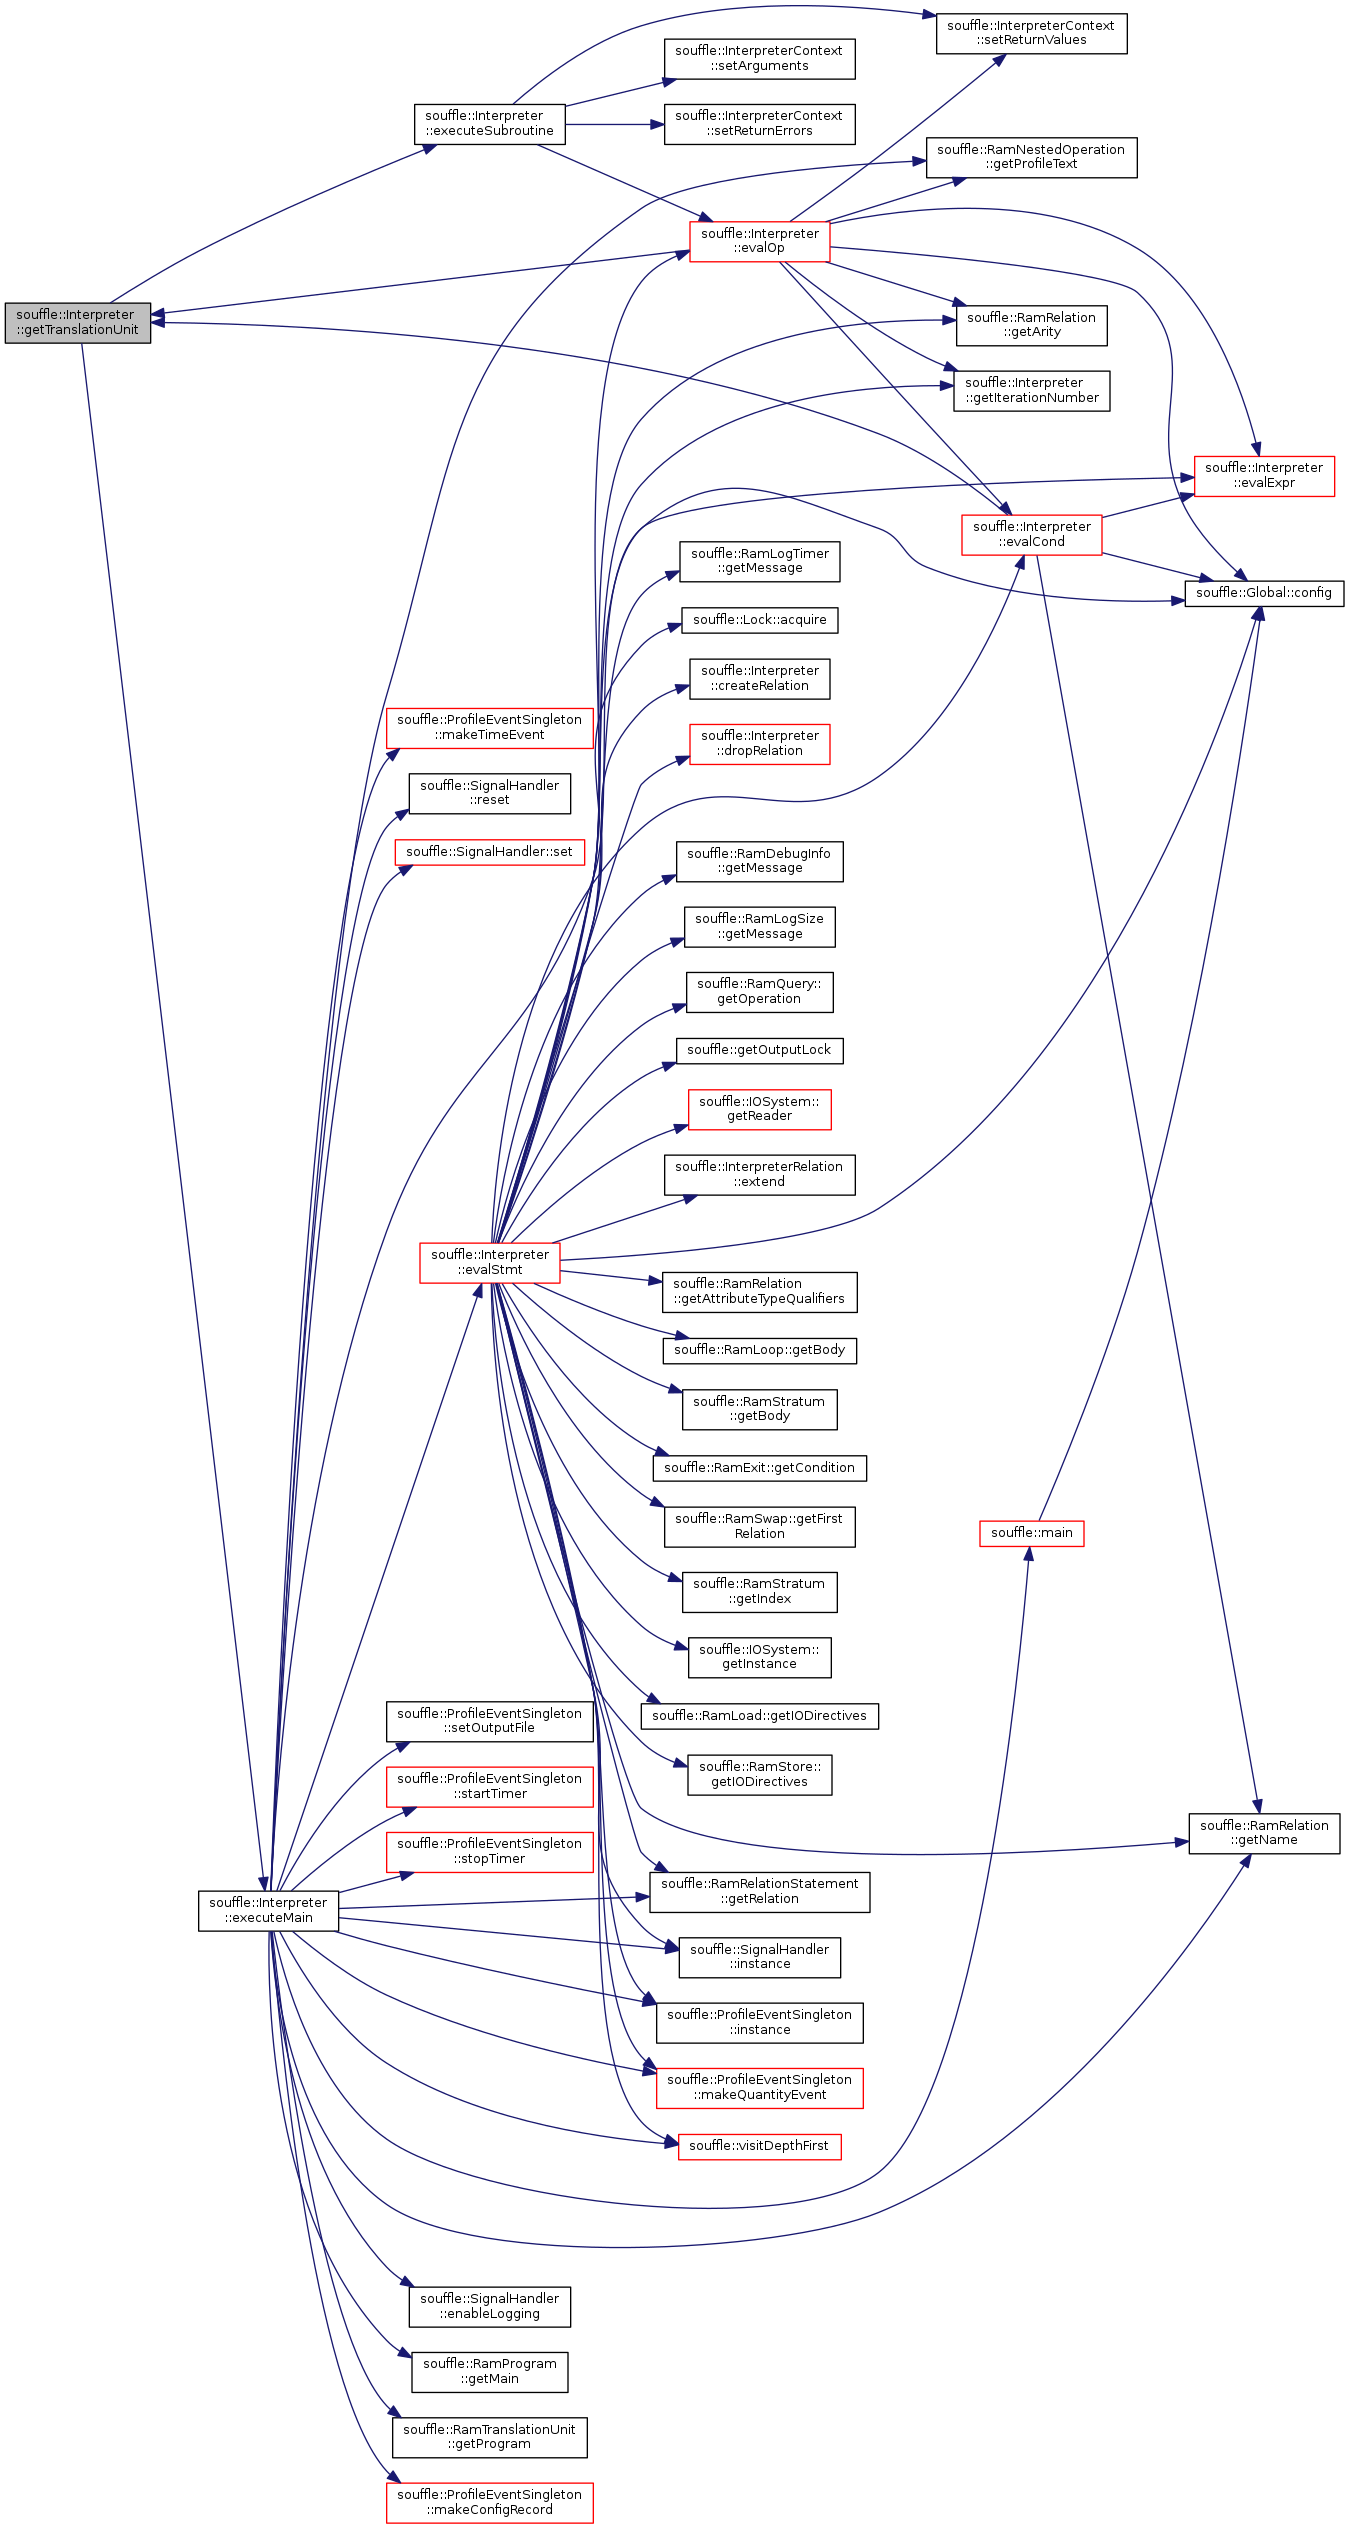 souffle::InterpreterContext
::setReturnValues
souffle::InterpreterContext
::setArguments
souffle::Interpreter
::executeSubroutine
souffle::InterpreterContext
::setReturnErrors
souffle::RamNestedOperation
::getProfileText
souffle::Interpreter
::evalOp
souffle::Interpreter
::getTranslationUnit
souffle::RamRelation
::getArity
souffle::Interpreter
::getIterationNumber
souffle::Interpreter
::evalExpr
souffle::Interpreter
::evalCond
souffle::RamLogTimer
::getMessage
souffle::Global::config
souffle::Lock::acquire
souffle::Interpreter
::createRelation
souffle::ProfileEventSingleton
::makeTimeEvent
souffle::Interpreter
::dropRelation
souffle::SignalHandler
::reset
souffle::SignalHandler::set
souffle::RamDebugInfo
::getMessage
souffle::RamLogSize
::getMessage
souffle::RamQuery::
getOperation
souffle::getOutputLock
souffle::IOSystem::
getReader
souffle::InterpreterRelation
::extend
souffle::Interpreter
::evalStmt
souffle::RamRelation
::getAttributeTypeQualifiers
souffle::RamLoop::getBody
souffle::RamStratum
::getBody
souffle::RamExit::getCondition
souffle::RamSwap::getFirst
Relation
souffle::main
souffle::RamStratum
::getIndex
souffle::IOSystem::
getInstance
souffle::RamLoad::getIODirectives
souffle::ProfileEventSingleton
::setOutputFile
souffle::RamStore::
getIODirectives
souffle::ProfileEventSingleton
::startTimer
souffle::RamRelation
::getName
souffle::ProfileEventSingleton
::stopTimer
souffle::RamRelationStatement
::getRelation
souffle::Interpreter
::executeMain
souffle::SignalHandler
::instance
souffle::ProfileEventSingleton
::instance
souffle::ProfileEventSingleton
::makeQuantityEvent
souffle::visitDepthFirst
souffle::SignalHandler
::enableLogging
souffle::RamProgram
::getMain
souffle::RamTranslationUnit
::getProgram
souffle::ProfileEventSingleton
::makeConfigRecord